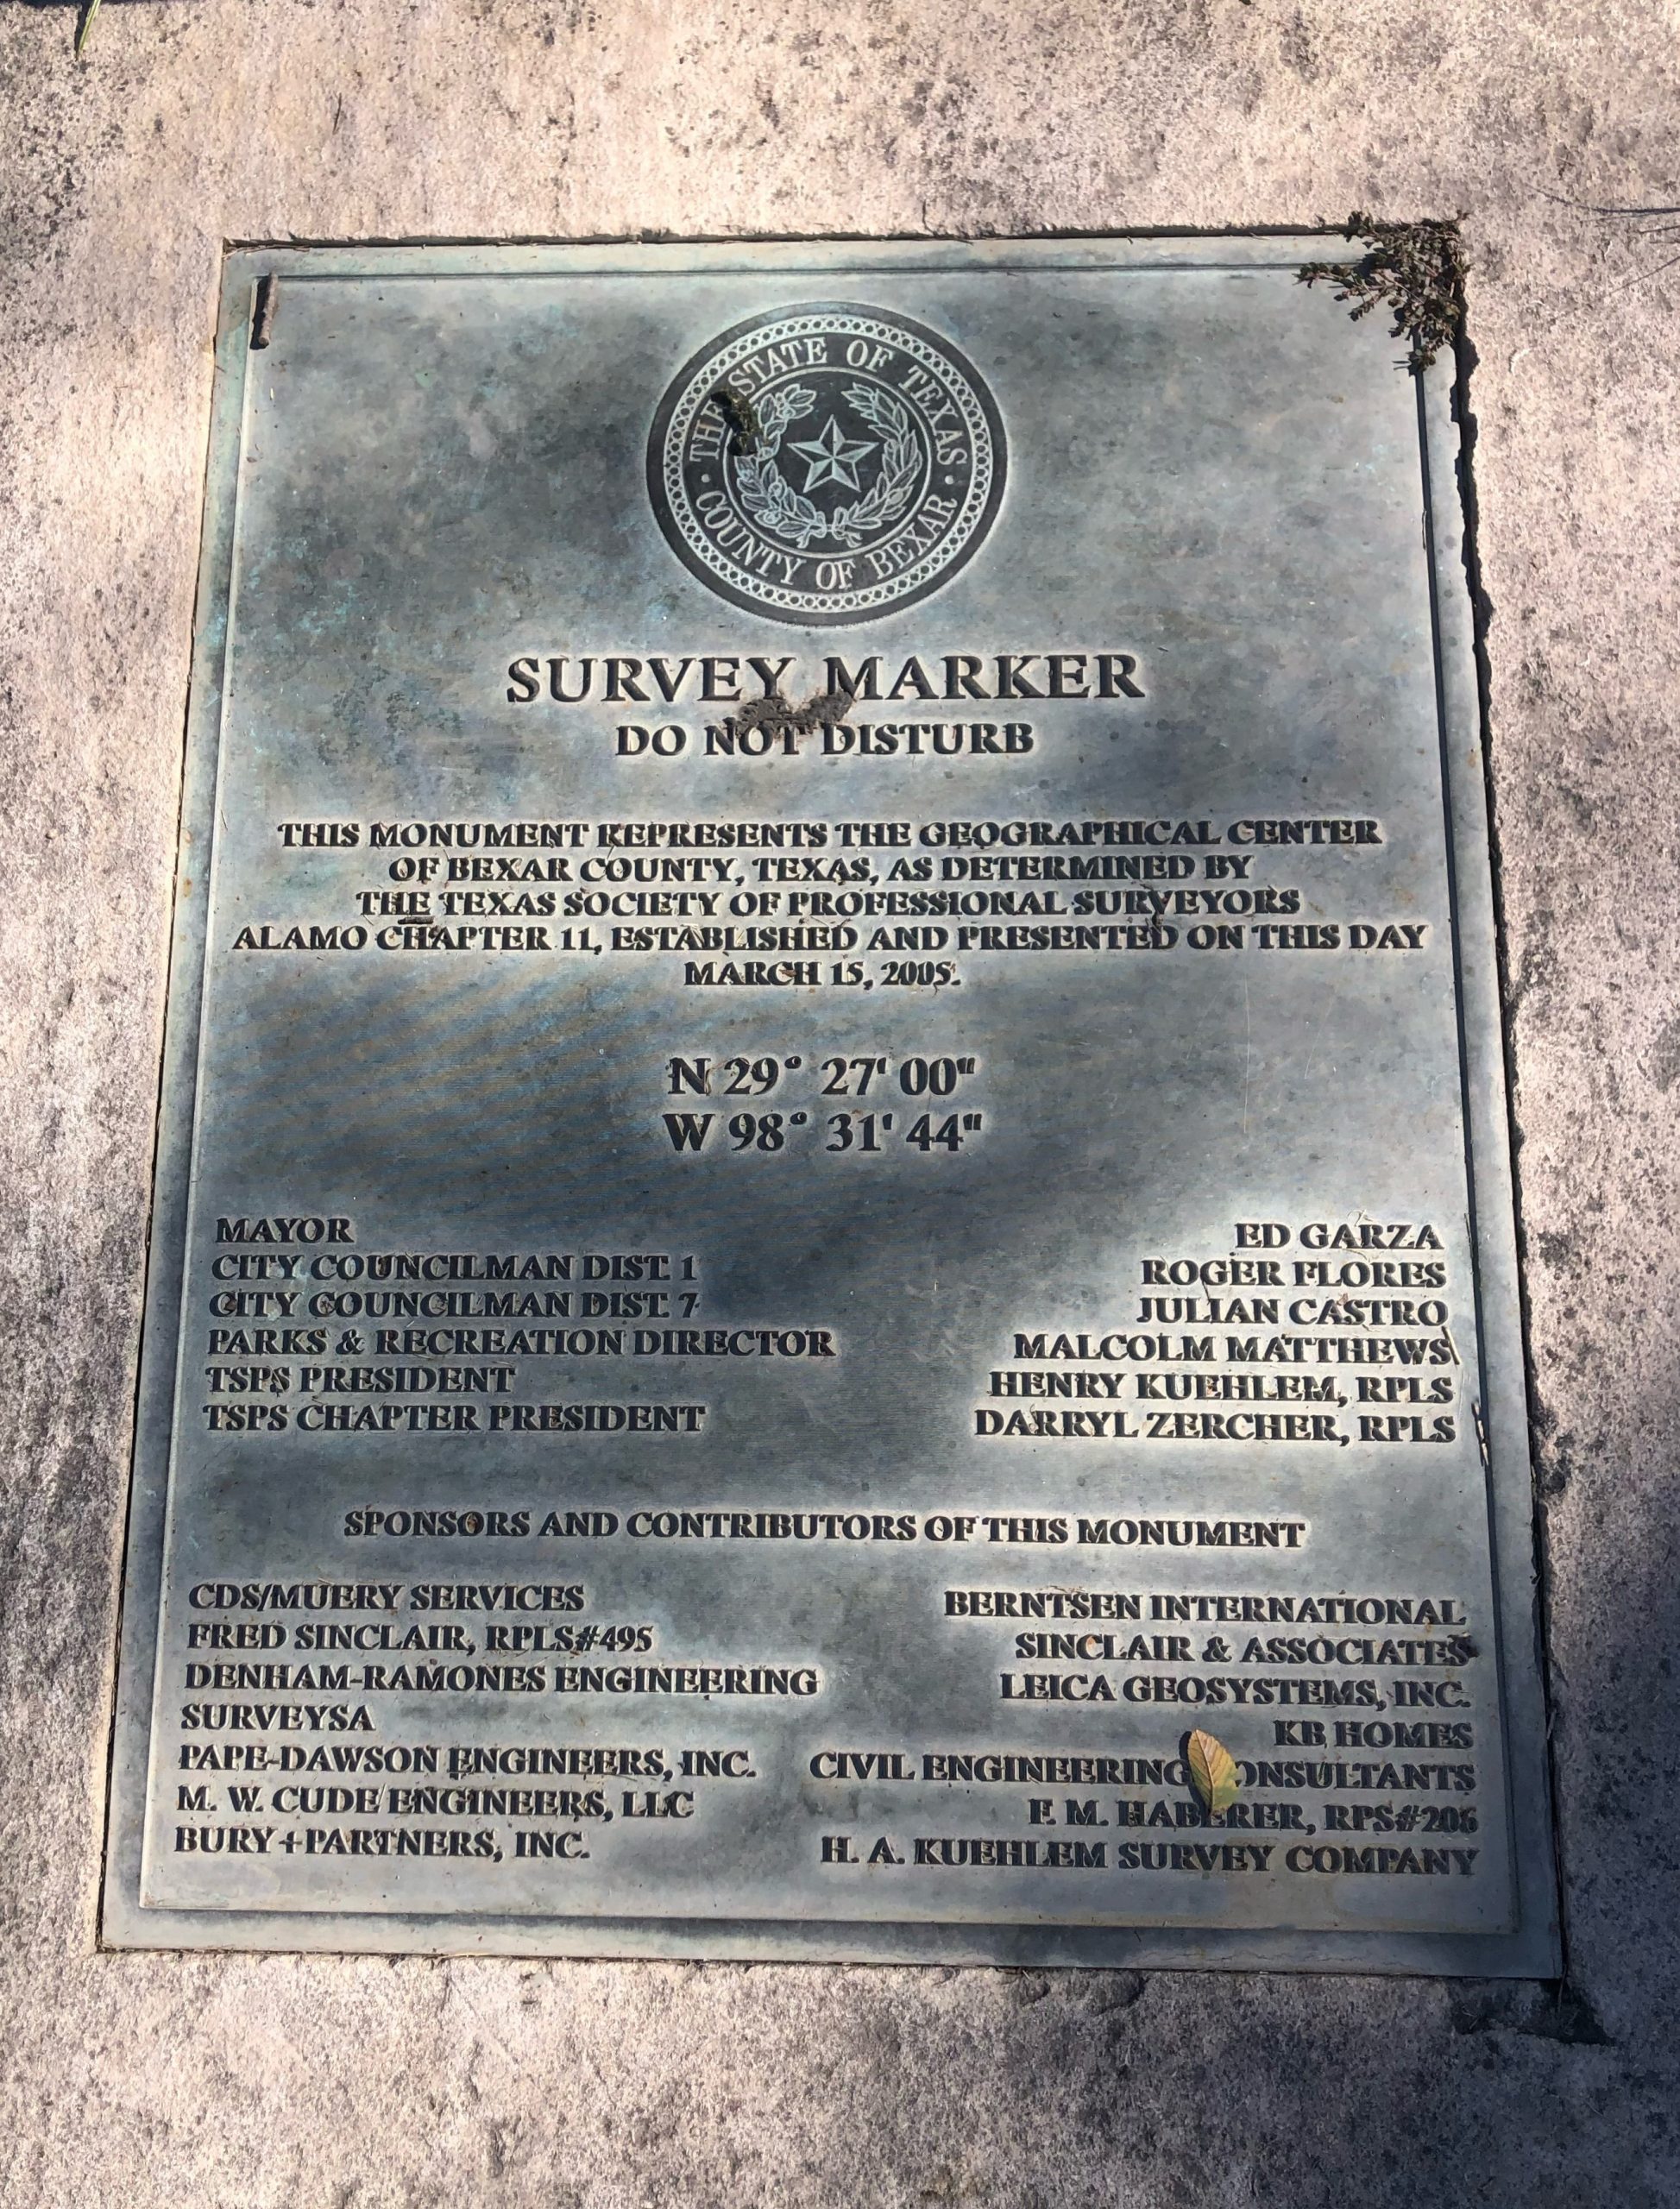 THE STATE OF TEXAS
· COUNTY OF BEXAR ·
SURVEY MARKER
DO NOT DISTURB
THIS MONUMENT REPRESENTS THE GEOGRAPHICAL CENTER
OF BEXAR COUNTY, TEXAS, AS DETERMINED BY
THE TEXAS SOCIETY OF PROFESSIONAL SURVEYORS
ALAMO CHAPTER 11, ESTABLISHED AND PRESENTED ON THIS DAY
MARCH 15, 2005.
N 29° 27' 00"
W 98° 31' 44"
MAYOR ED GARZA
CITY COUNCILMAN DIST. 1 ROGER FLORES
CITY COUNCILMAN DIST. 7 JULIAN CASTRO
PARKS & RECREATION DIRECTOR MALCOLM MATTHEWS
TSPS PRESIDENT HENRY KUEHLEM, RPLS
TSPS CHAPTER PRESIDENT DARRYL ZERCHER, RPLS
SPONSORS AND CONTRIBUTORS OF THIS MONUMENT
CDS/MUERY SERVICES BERNTSEN INTERNATIONAL
FRED SINCLAIR, RPLS#495 SINCLAIR & ASSOCIATES
DENHAM-RAMONES ENGINEERING LEICA GEOSYSTEMS, INC.
SURVEYSA KB HOMES
PAPE-DAWSON ENGINEERS, INC. CIVIL ENGINEERING CONSULTANTS
M. W. CUDE ENGINEERS, LLC F. M. HABERER, RPS#206
BURY+PARTNERS, INC. H. A. KUEHLEM SURVEY COMPANY